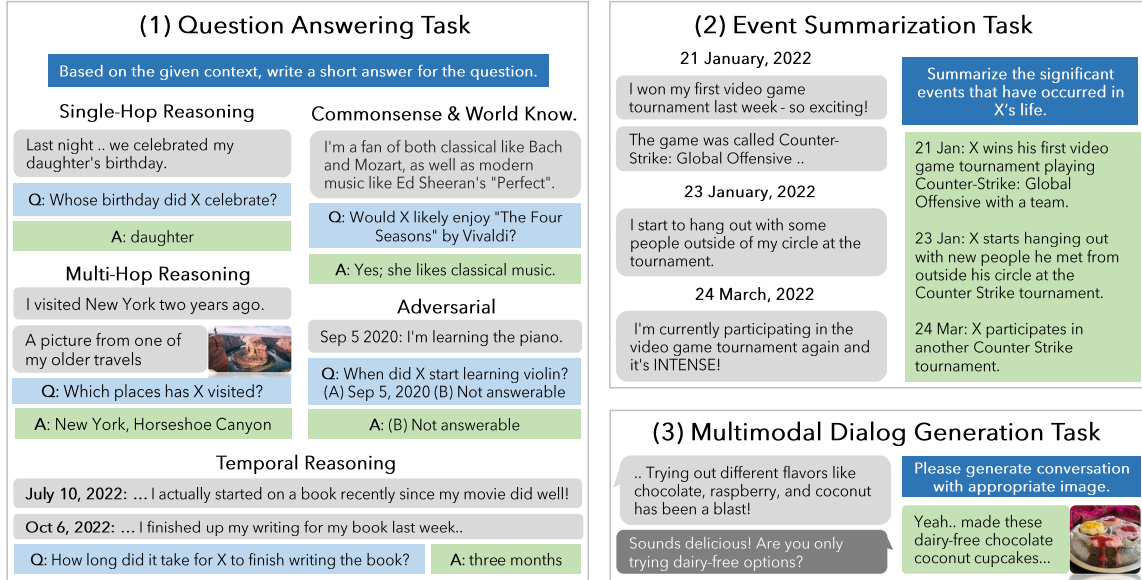 (1) Question Answering Task
Based on the given context, write a short answer for the question.
Single-Hop Reasoning
Last night .. we celebrated my
daughter's birthday.
Q: Whose birthday did X celebrate?
A: daughter
Multi-Hop Reasoning
I visited New York two years ago.
A picture from one of
my older travels
Q: Which places has X visited?
A: New York, Horseshoe Canyon
Commonsense & World Know.
I'm a fan of both classical like Bach
and Mozart, as well as modern
music like Ed Sheeran's "Perfect".
Q: Would X likely enjoy "The Four
Seasons" by Vivaldi?
A: Yes; she likes classical music.
Adversarial
Sep 5 2020: I'm learning the piano.
Q: When did X start learning violin?
(A) Sep 5, 2020 (B) Not answerable
A: (B) Not answerable
Temporal Reasoning
July 10, 2022: ... I actually started on a book recently since my movie did well!
Oct 6, 2022: ... I finished up my writing for my book last week..
Q: How long did it take for X to finish writing the book?
A: three months
(2) Event Summarization Task
21 January, 2022
I won my first video game
tournament last week - so exciting!
The game was called Counter-
Strike: Global Offensive ..
23 January, 2022
I start to hang out with some
people outside of my circle at the
tournament.
24 March, 2022
I'm currently participating in the
video game tournament again and
it's INTENSE!
Summarize the significant
events that have occurred in
X's life.
21 Jan: X wins his first video
game tournament playing
Counter-Strike: Global
Offensive with a team.
23 Jan: X starts hanging out
with new people he met from
outside his circle at the
Counter Strike tournament.
24 Mar: X participates in
another Counter Strike
tournament.
(3) Multimodal Dialog Generation Task
.. Trying out different flavors like
chocolate, raspberry, and coconut
has been a blast!
Sounds delicious! Are you only
trying dairy-free options?
Please generate conversation
with appropriate image.
Yeah.. made these
dairy-free chocolate
coconut cupcakes...